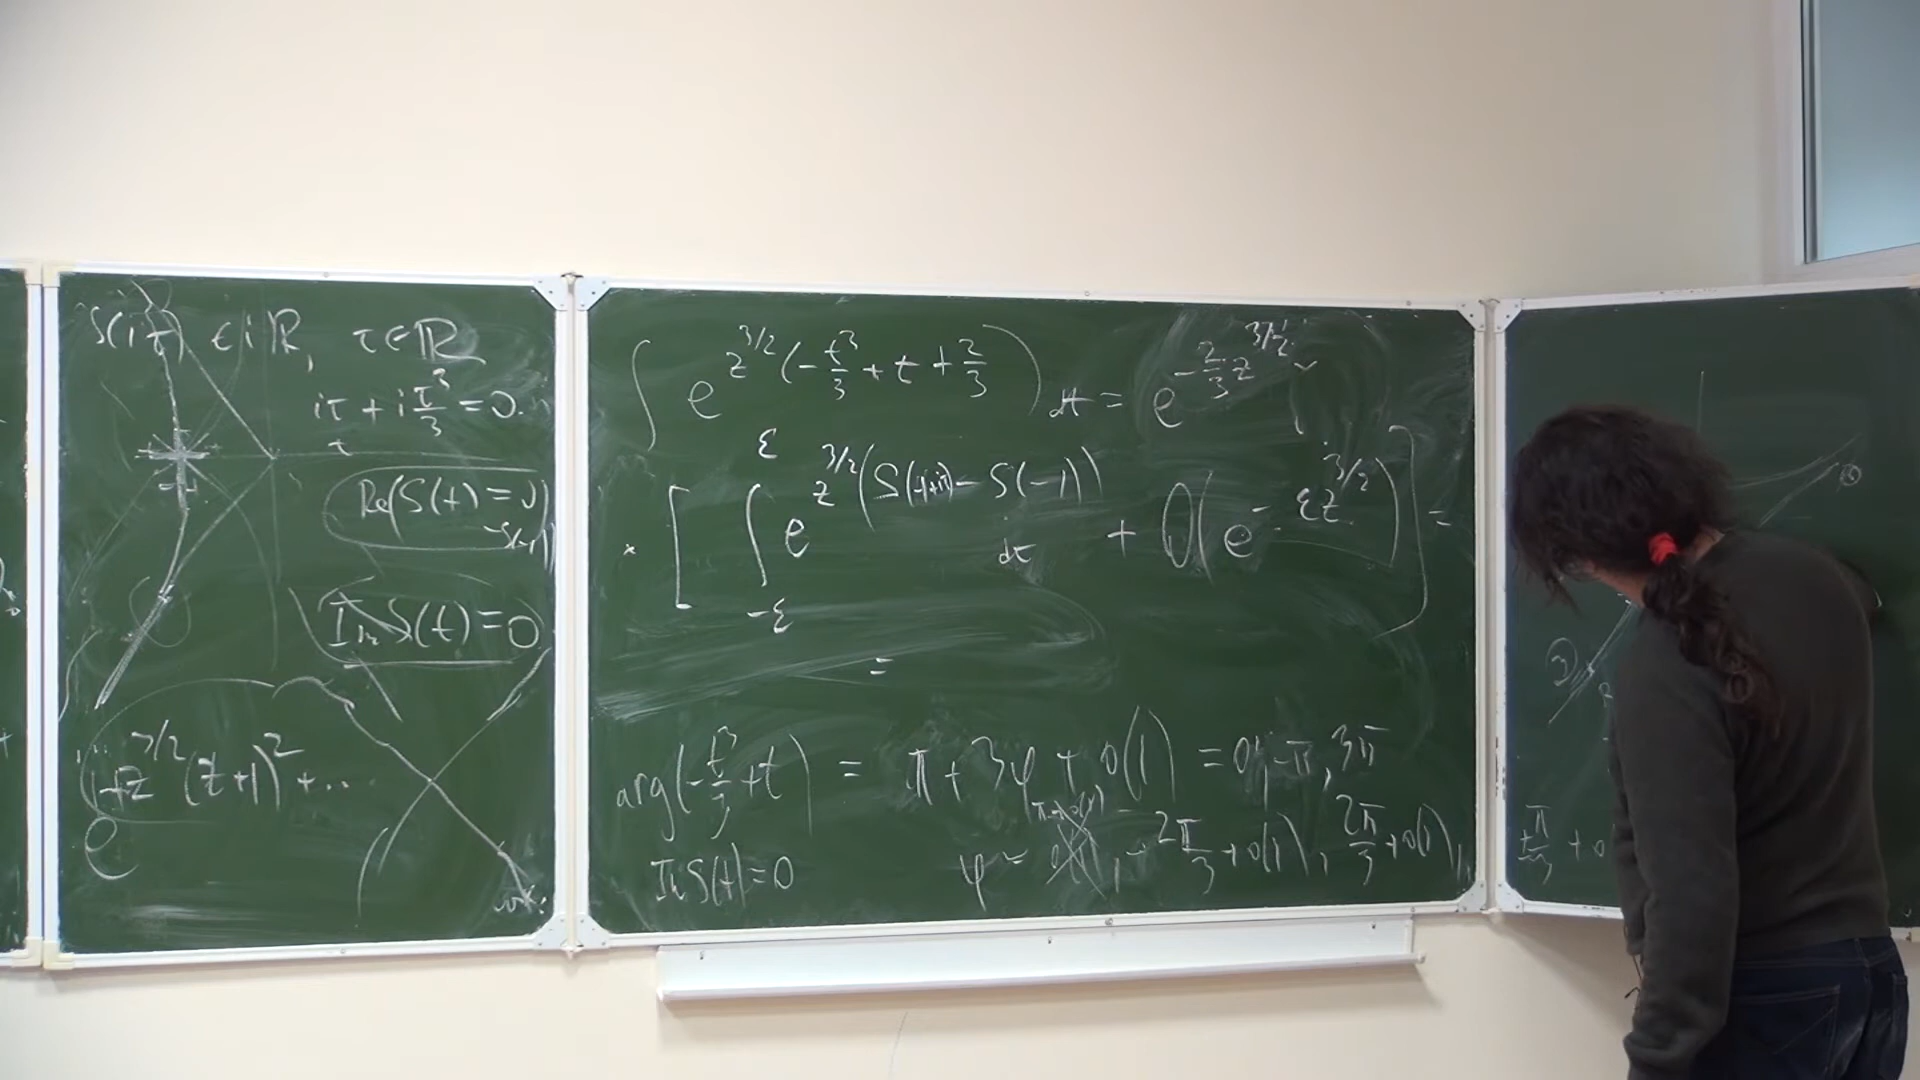 S(iτ) ∈ iℝ, τ∈ℝ
iτ + i τ³/3 = 0.
Re(S(t) = 0
-S(-1)
Im S(t) = 0
e^{z^{3/2}(z+1)² + ...
∫ e^{z^{3/2}(-t³/3 + t + 2/3)} dt = e^{-2/3 z^{3/2}}
× [ ∫_{-ε}^{ε} e^{z^{3/2}(S(-1+iτ) - S(-1))} dτ + O(e^{-εz^{3/2}}) ] =
=
arg(-t³/3 + t) = π + 3φ + o(1) = 0, -π, 3π
Im S(t) = 0
φ = π + o(1), -2π/3 + o(1), 2π/3 + o(1),
±π/3 + o